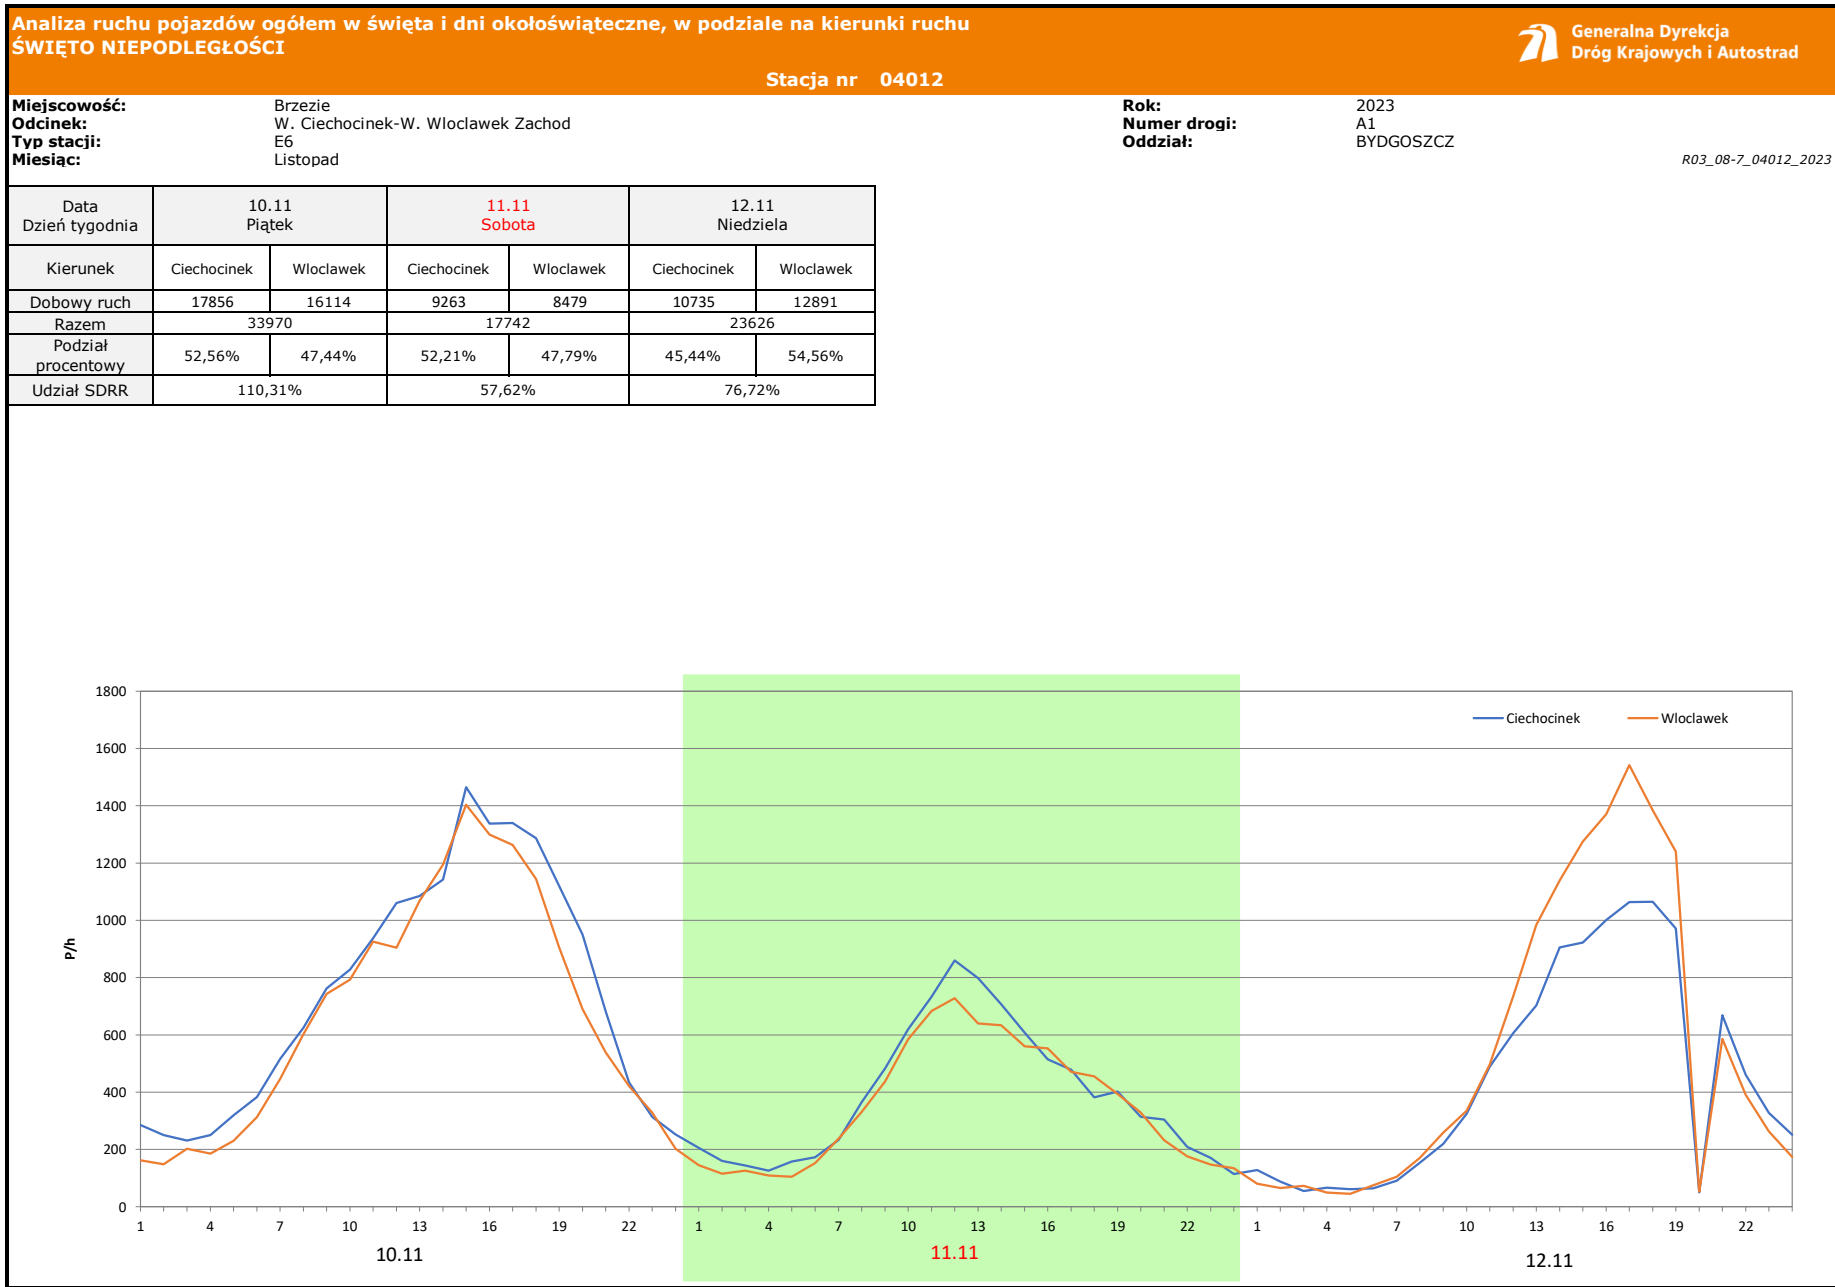 Analiza ruchu pojazdów ogółem w święta i dni okołoświąteczne, w podziale na kierunki ruchu
ŚWIĘTO NIEPODLEGŁOŚCI
Generalna Dyrekcja
Dróg Krajowych i Autostrad
Stacja nr 04012
Miejscowość: Brzezie
Odcinek: W. Ciechocinek-W. Wloclawek Zachod
Typ stacji: E6
Miesiąc: Listopad
Rok: 2023
Numer drogi: A1
Oddział: BYDGOSZCZ
R03_08-7_04012_2023
Data 10.11 11.11 12.11
Dzień tygodnia Piątek Sobota Niedziela
Kierunek Ciechocinek Wloclawek Ciechocinek Wloclawek Ciechocinek Wloclawek
Dobowy ruch 17856 16114 9263 8479 10735 12891
Razem 33970 17742 23626
Podział
procentowy 52,56% 47,44% 52,21% 47,79% 45,44% 54,56%
Udział SDRR 110,31% 57,62% 76,72%
1800
1600
1400
1200
1000
800
600
400
200
0
P/h
Ciechocinek Wloclawek
1 4 7 10 13 16 19 22 1 4 7 10 13 16 19 22 1 4 7 10 13 16 19 22
10.11 11.11 12.11